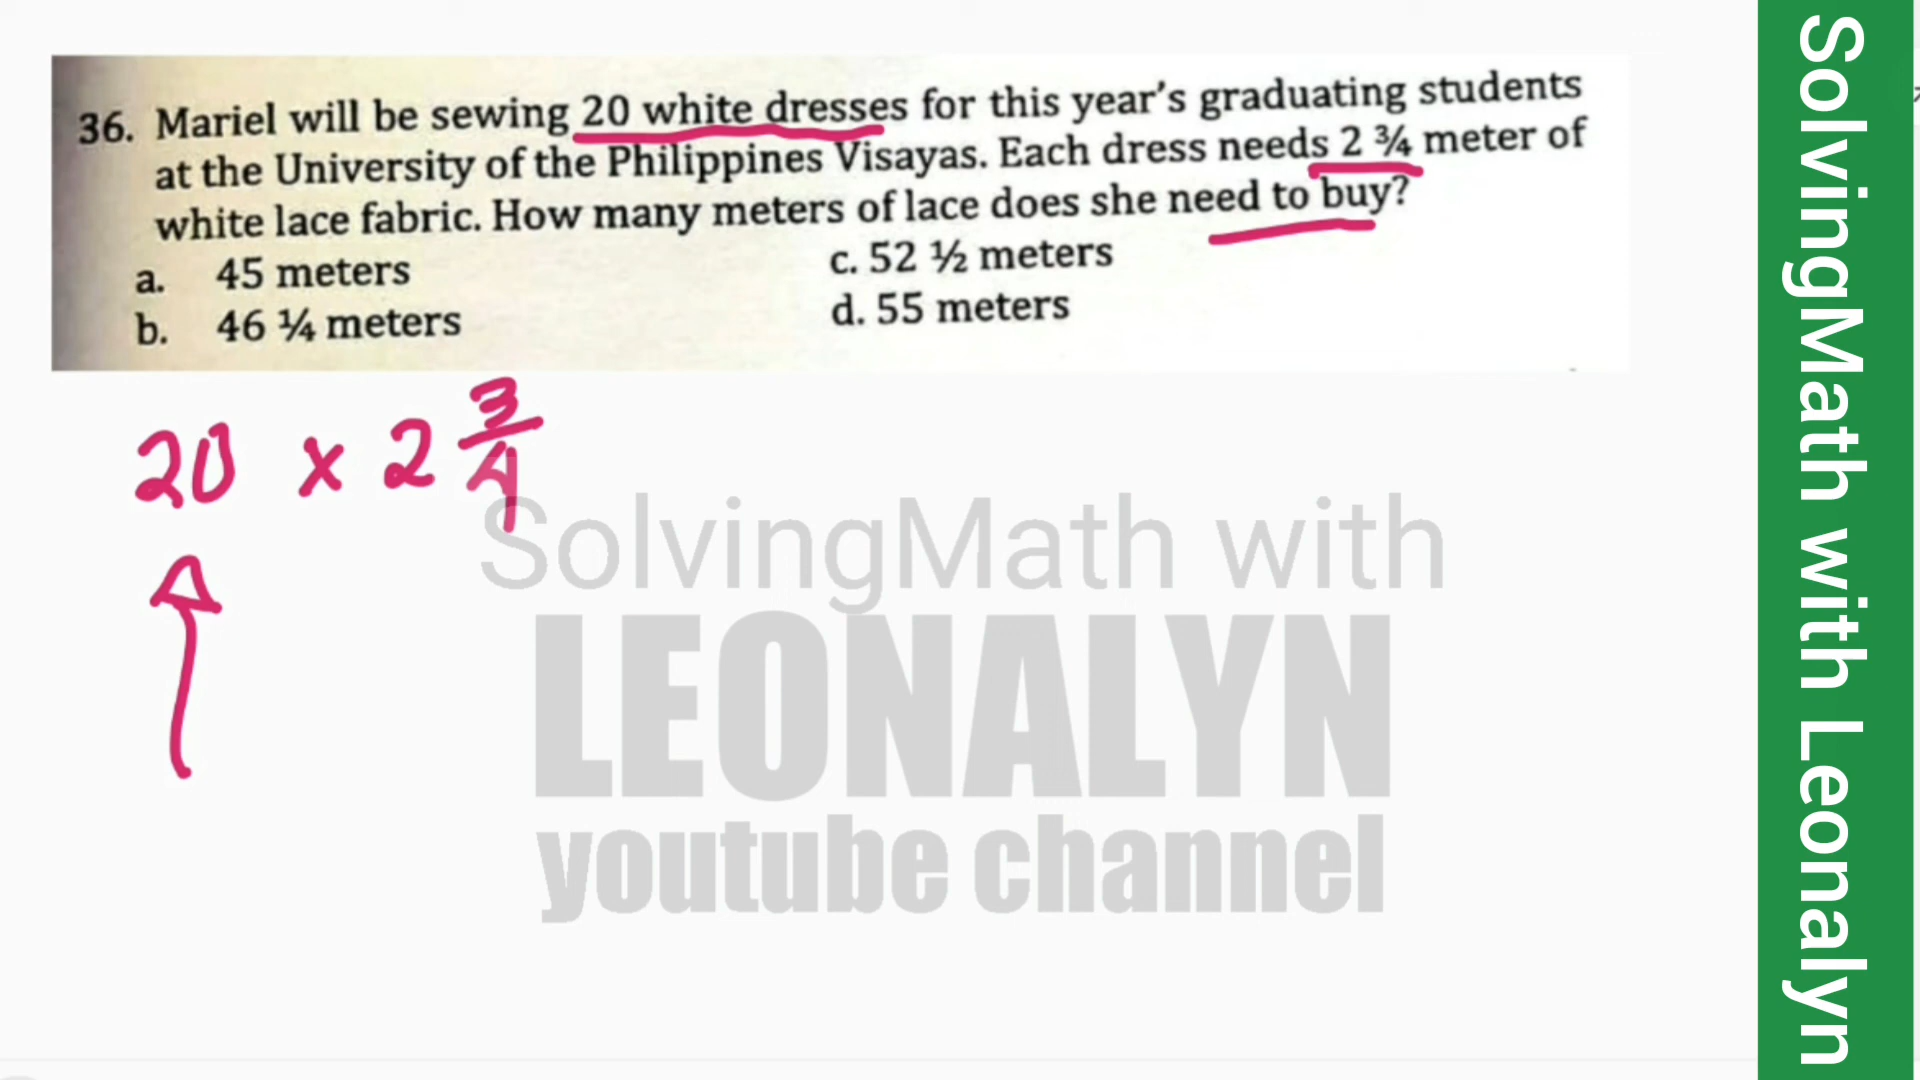 36. Mariel will be sewing 20 white dresses for this year's graduating students
at the University of the Philippines Visayas. Each dress needs 2 ¾ meter of
white lace fabric. How many meters of lace does she need to buy?
a. 45 meters
c. 52 ½ meters
b. 46 ¼ meters
d. 55 meters
20 x 2 3/4
SolvingMath with
LEONALYN
youtube channel
SolvingMath with Leonalyn